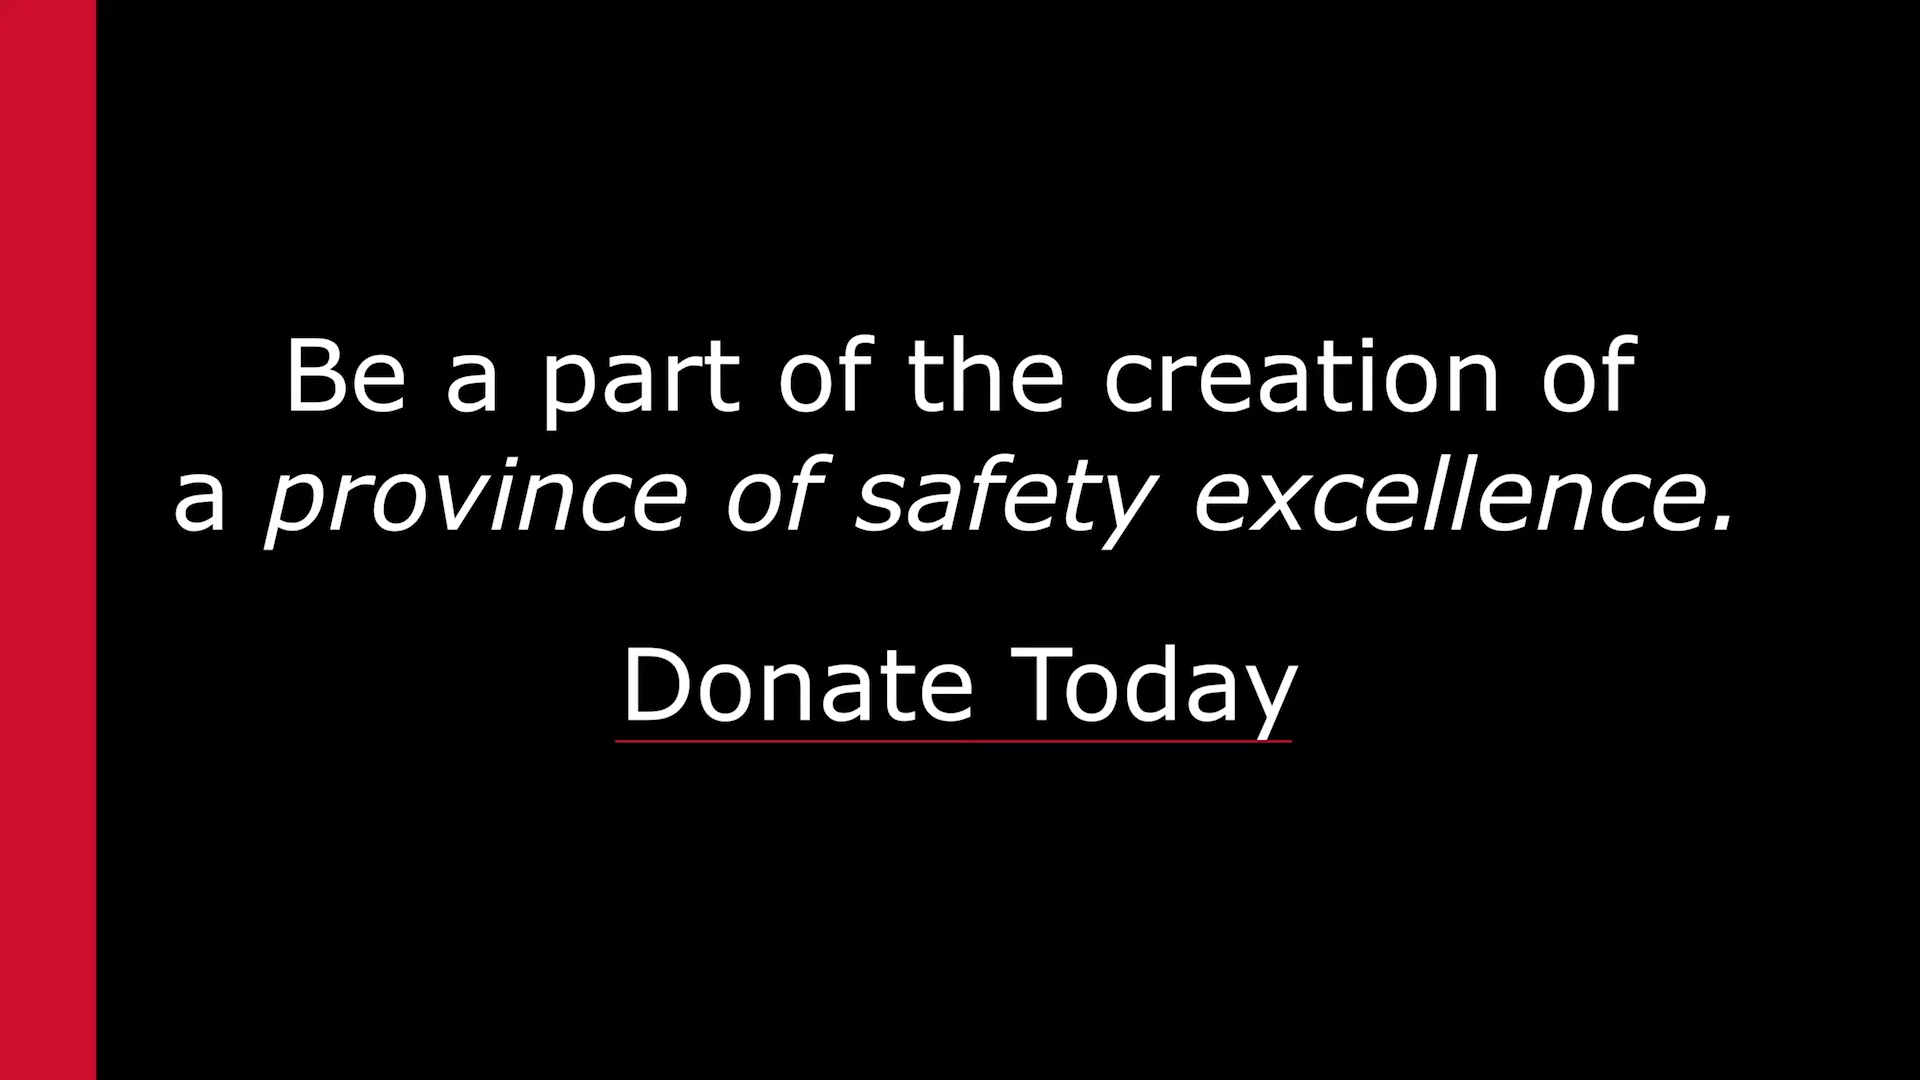 Be a part of the creation of
a province of safety excellence.
Donate Today